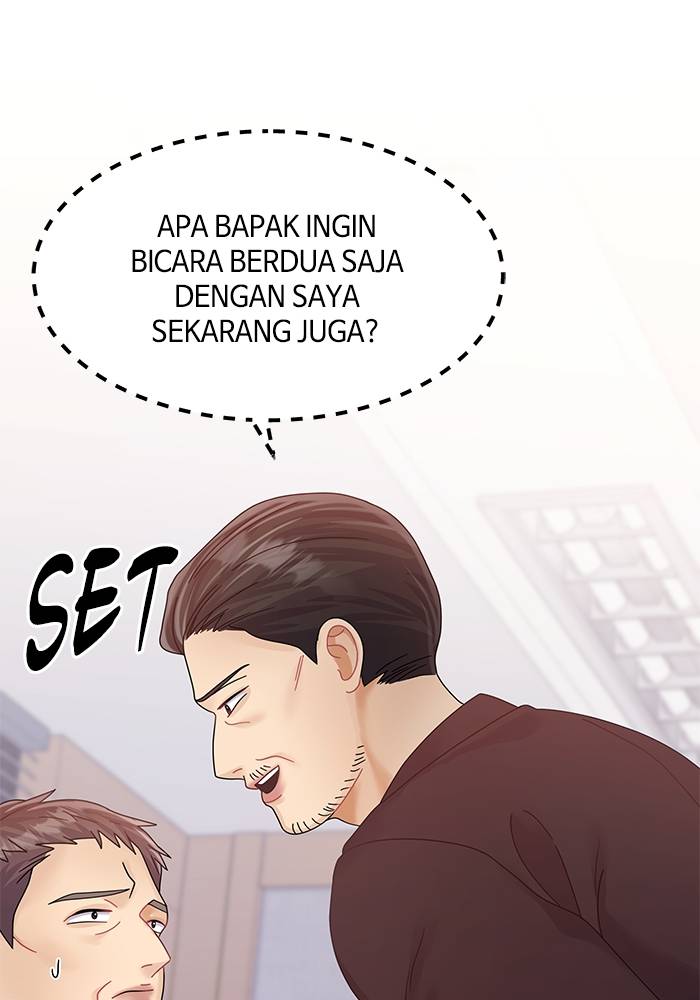 APA BAPAK INGIN
BICARA BERDUA SAJA
DENGAN SAYA
SEKARANG JUGA?
SET